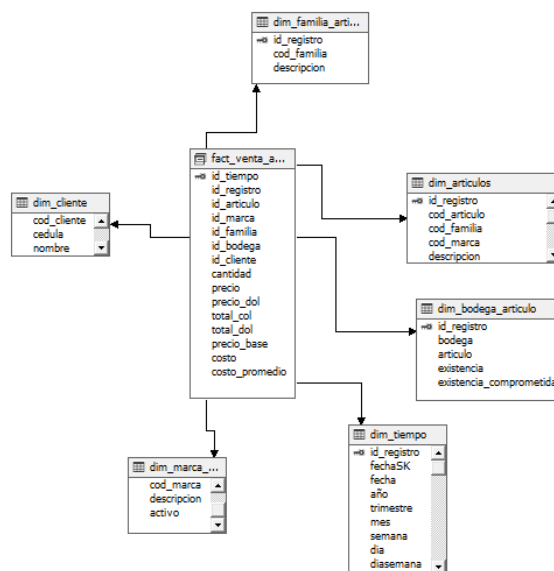 dim_familia_arti...
id_registro
cod_familia
descripcion
fact_venta_a...
id_tiempo
id_registro
id_articulo
id_marca
id_familia
id_bodega
id_cliente
cantidad
precio
precio_dol
total_col
total_dol
precio_base
costo
costo_promedio
dim_cliente
cod_cliente
cedula
nombre
dim_articulos
id_registro
cod_articulo
cod_familia
cod_marca
descripcion
dim_bodega_articulo
id_registro
bodega
articulo
existencia
existencia_comprometida
dim_tiempo
id_registro
fechaSK
fecha
año
trimestre
mes
semana
dia
diasemana
dim_marca_...
cod_marca
descripcion
activo